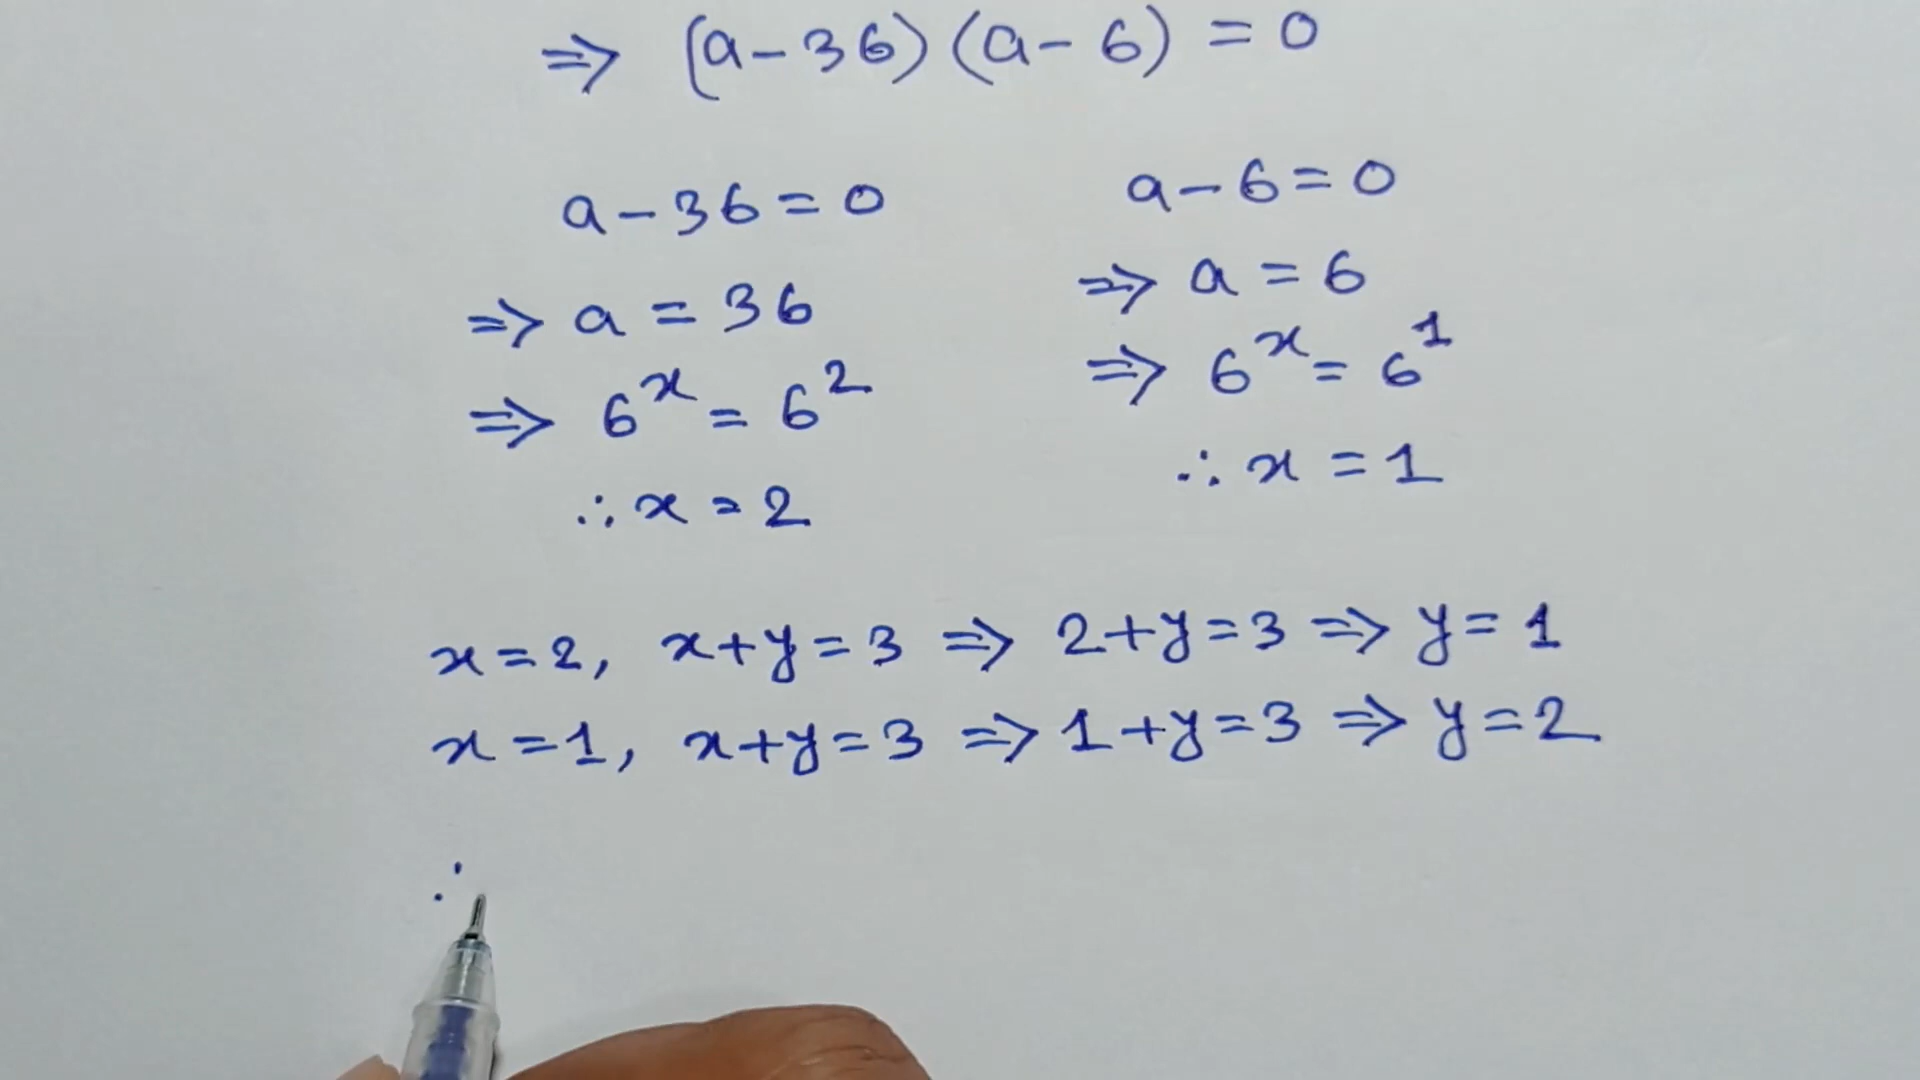 ⇒ (a-36)(a-6) = 0
a-36=0
⇒ a = 36
⇒ 6^x = 6^2
∴ x = 2
a-6=0
⇒ a = 6
⇒ 6^x = 6^1
∴ x = 1
x=2, x+y=3 ⇒ 2+y=3 ⇒ y=1
x=1, x+y=3 ⇒ 1+y=3 ⇒ y=2